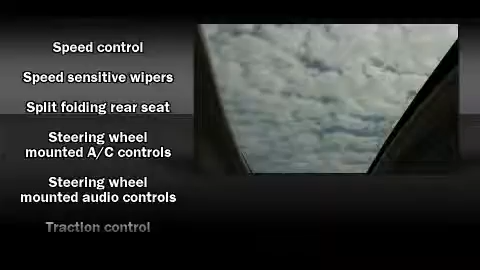 Speed control
Speed sensitive wipers
Split folding rear seat
Steering wheel
mounted A/C controls
Steering wheel
mounted audio controls
Traction control